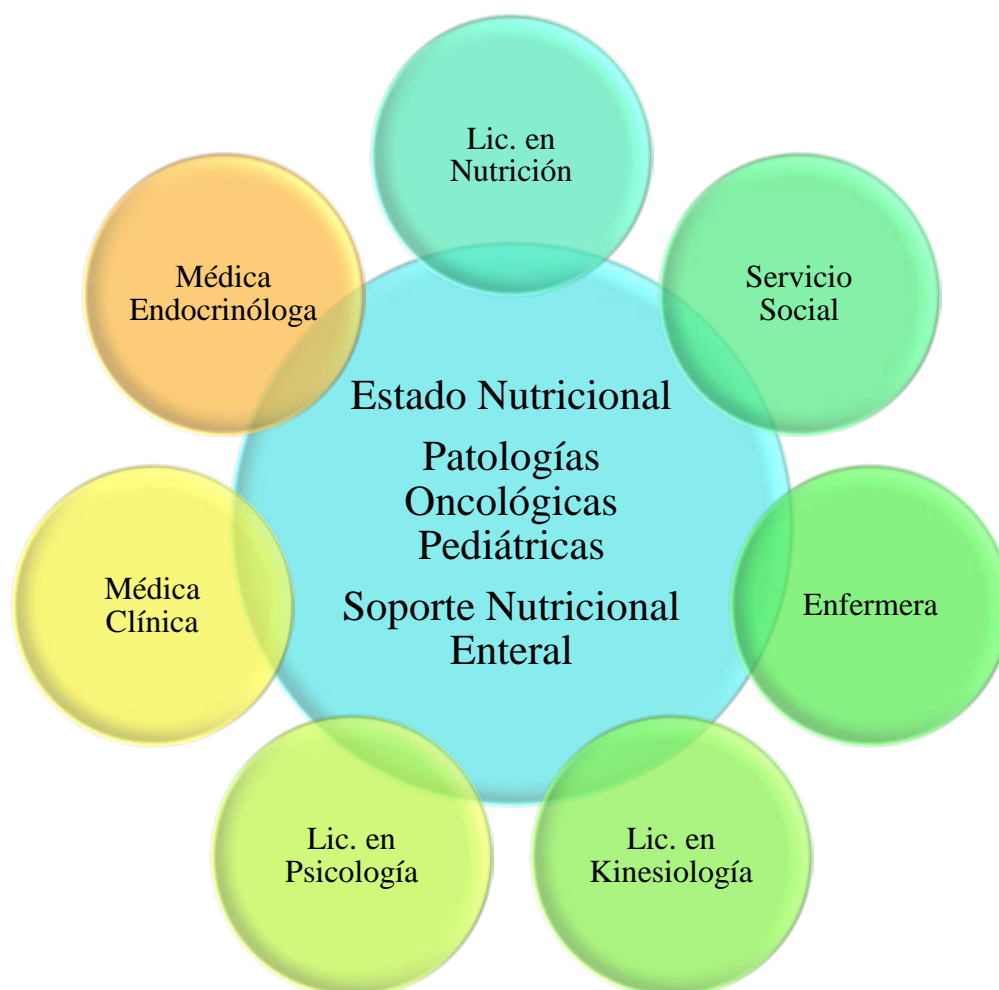 Lic. en
Nutrición
Servicio
Social
Enfermera
Lic. en
Kinesiología
Lic. en
Psicología
Médica
Clínica
Médica
Endocrinóloga
Estado Nutricional
Patologías
Oncológicas
Pediátricas
Soporte Nutricional
Enteral